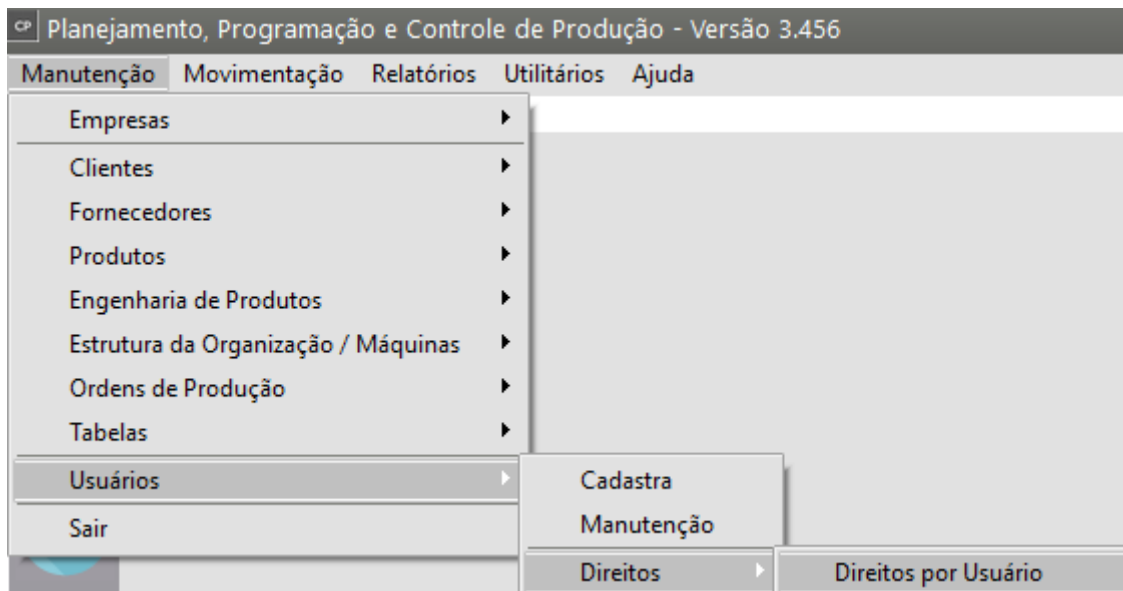 CP Planejamento, Programação e Controle de Produção - Versão 3.456
Manutenção Movimentação Relatórios Utilitários Ajuda
Empresas
Clientes
Fornecedores
Produtos
Engenharia de Produtos
Estrutura da Organização / Máquinas
Ordens de Produção
Tabelas
Usuários
Sair
Cadastra
Manutenção
Direitos
Direitos por Usuário